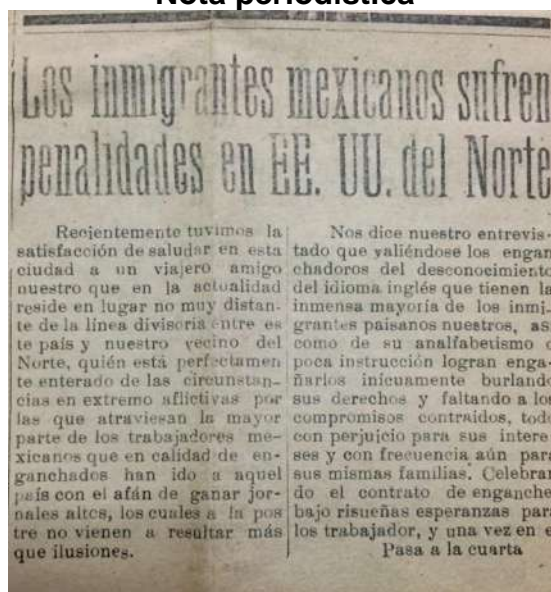 Nota periodística
Los inmigrantes mexicanos sufren
penalidades en EE. UU. del Norte
Recientemente tuvimos la
satisfacción de saludar en esta
ciudad a un viajero amigo
nuestro que en la actualidad
reside en lugar no muy distan-
te de la línea divisoria entre es
te país y nuestro vecino del
Norte, quién está perfectamen
te enterado de las circunstan-
cias en extremo aflictivas por
las que atraviesan la mayor
parte de los trabajadores me-
xicanos que en calidad de en-
ganchados han ido a aquel
país con el afán de ganar jor-
nales altos, los cuales a la pos
tre no vienen a resultar más
que ilusiones.
Nos dice nuestro entrevis-
tado que valiéndose los engan
chadores del desconocimiento
del idioma inglés que tienen la
inmensa mayoría de los inmi-
grantes paisanos nuestros, as
como de su analfabetismo o
poca instrucción logran enga-
ñarlos inicuamente burlando
sus derechos y faltando a los
compromisos contraidos, todo
con perjuicio para sus intere
ses y con frecuencia aún para
sus mismas familias. Celebran
do el contrato de enganche
bajo risueñas esperanzas para
los trabajador, y una vez en e
Pasa a la cuarta